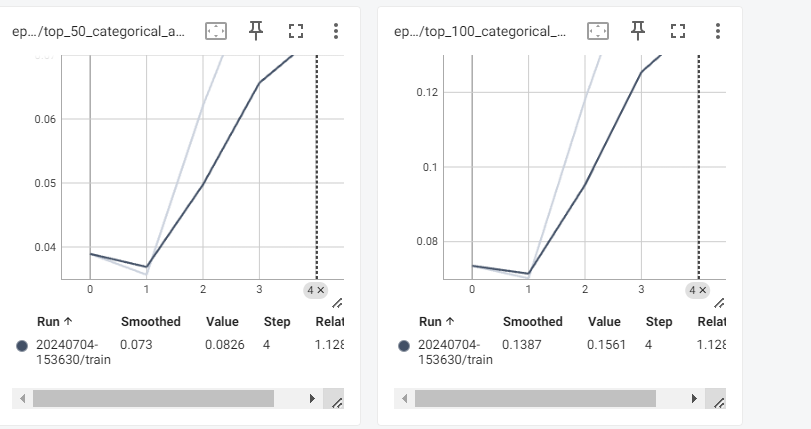 ep.../top_50_categorical_a...
0.06
0.05
0.04
0 1 2 3 4 ×
Run ↑ Smoothed Value Step Relat
20240704-153630/train 0.073 0.0826 4 1.128
ep.../top_100_categorical_...
0.12
0.1
0.08
0 1 2 3 4 ×
Run ↑ Smoothed Value Step Relat
20240704-153630/train 0.1387 0.1561 4 1.128